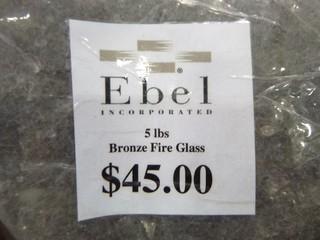 ®
Ebel
INCORPORATED
5 lbs
Bronze Fire Glass
$45.00